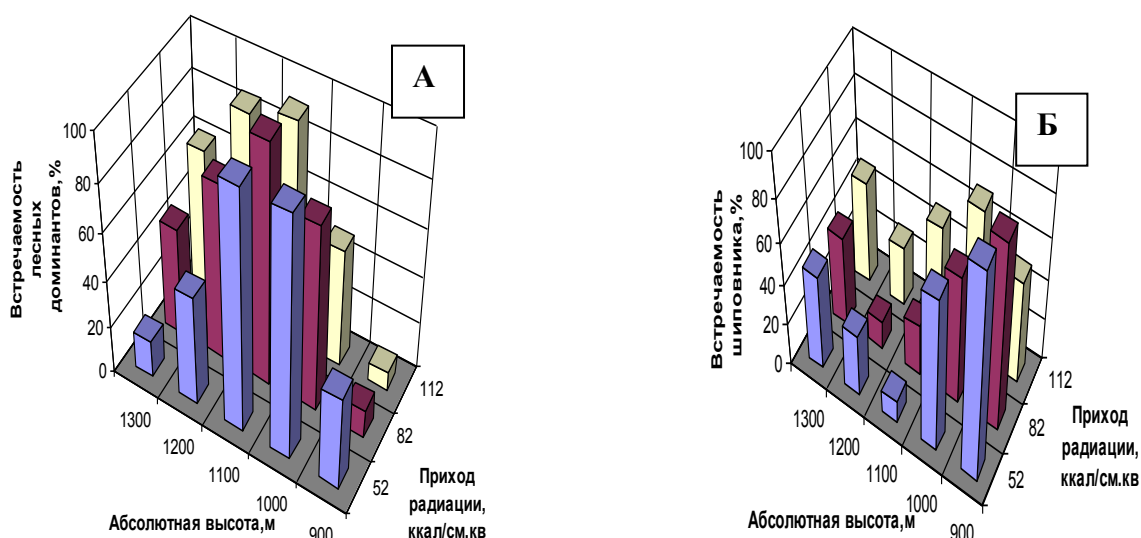 А
Встречаемость
лесных
доминантов,%
100
80
60
40
20
0
1300
1200
1100
1000
900
112
82
52
Абсолютная высота,м
Приход
радиации,
ккал/см.кв
Б
Встречаемость
шиповника,%
100
80
60
40
20
0
1300
1200
1100
1000
900
112
82
52
Абсолютная высота,м
Приход
радиации,
ккал/см.кв